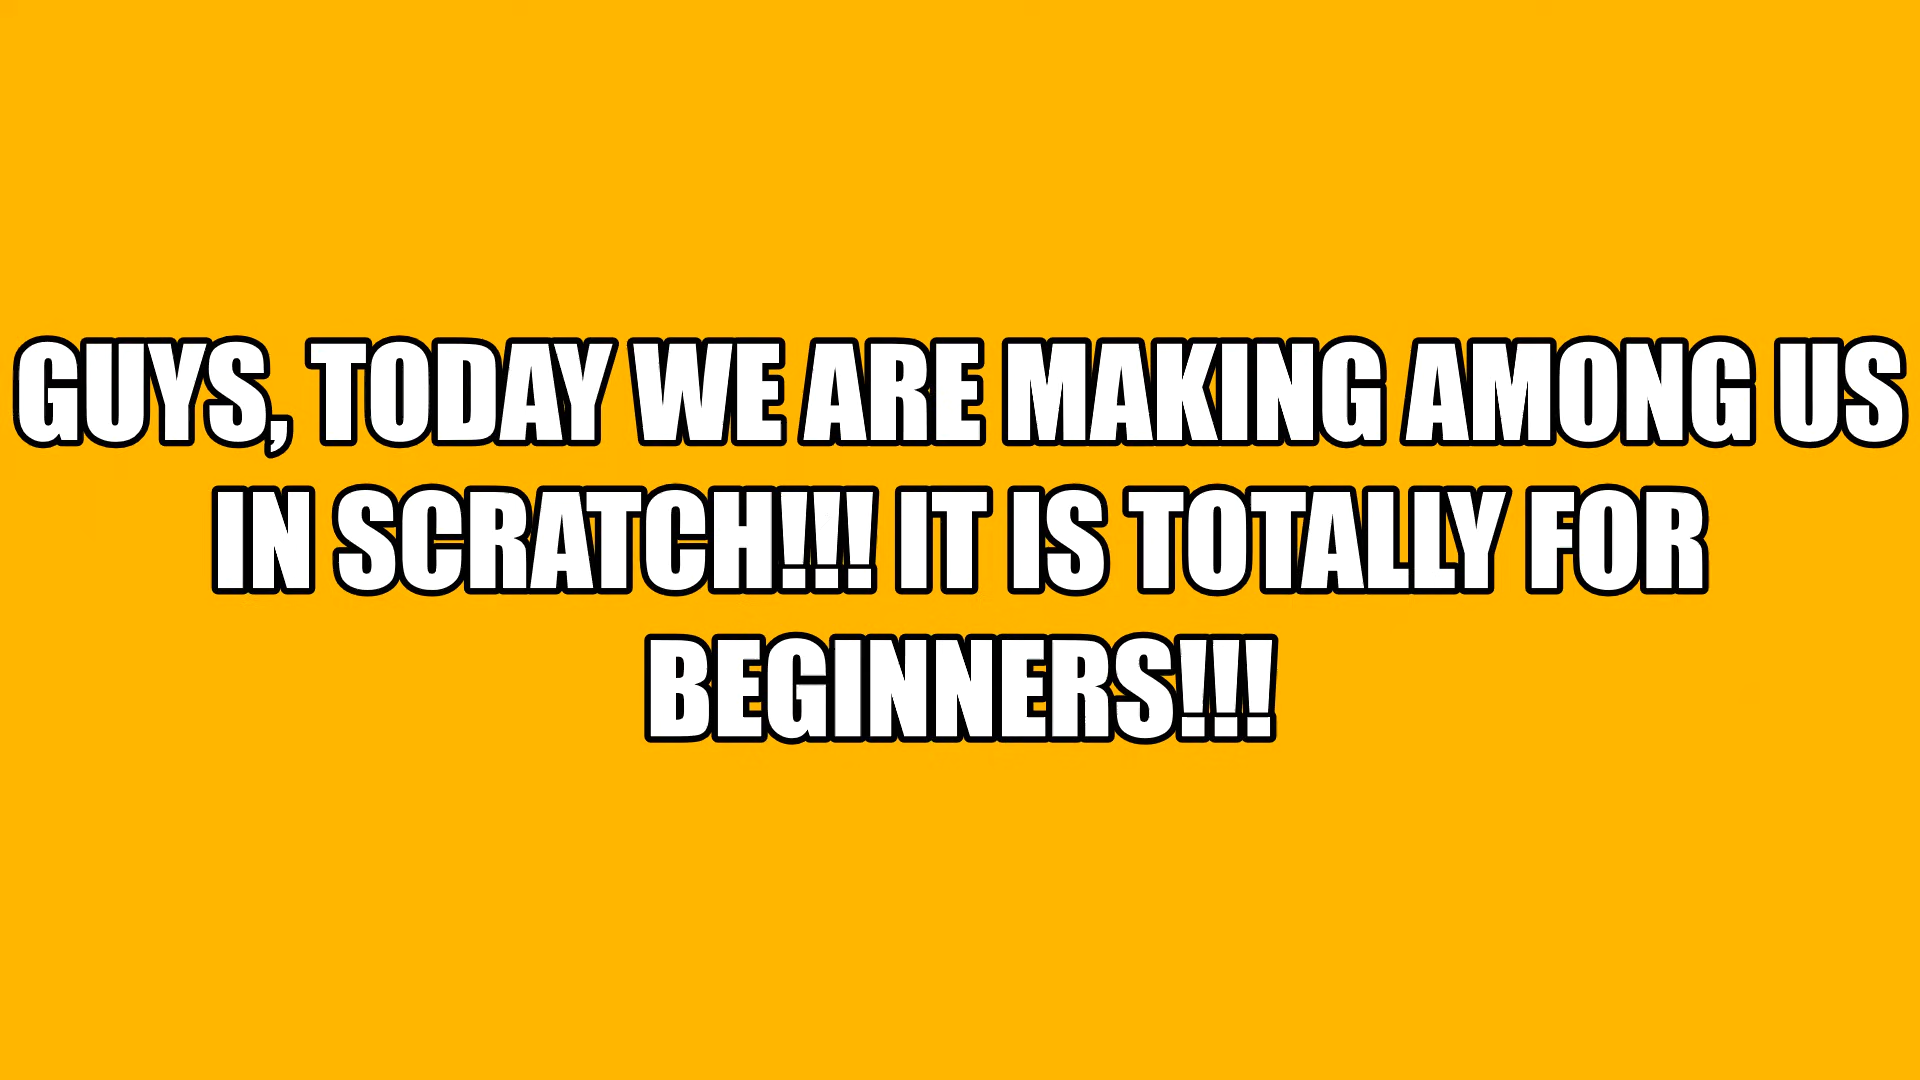 GUYS, TODAY WE ARE MAKING AMONG US
IN SCRATCH!!! IT IS TOTALLY FOR
BEGINNERS!!!